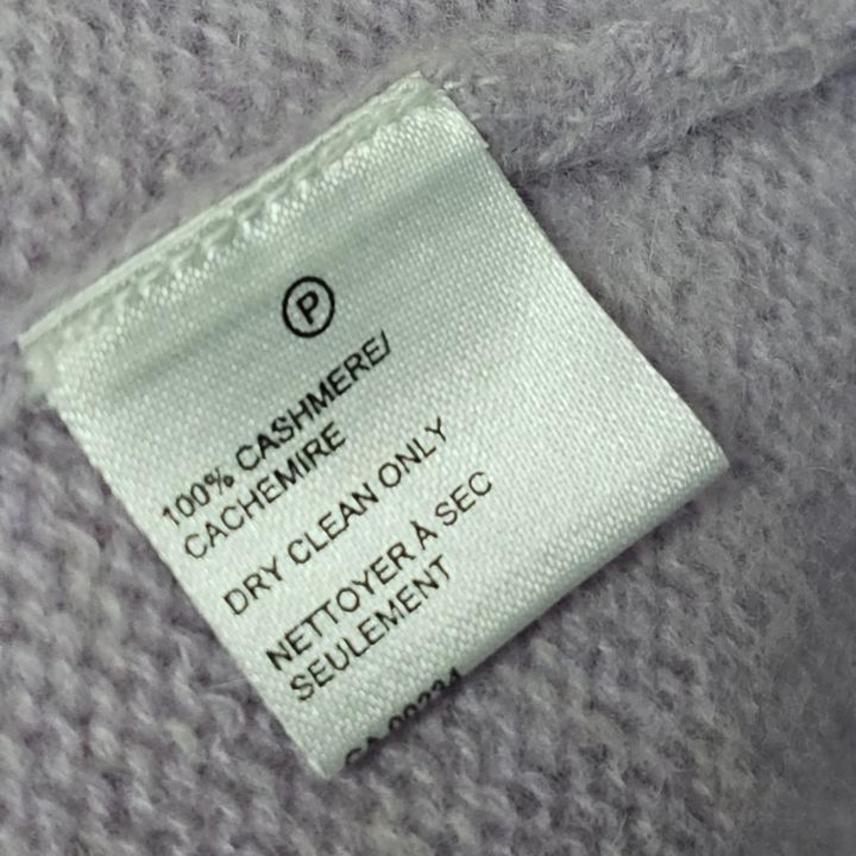 P
100% CASHMERE/
CACHEMIRE
DRY CLEAN ONLY
NETTOYER À SEC
SEULEMENT